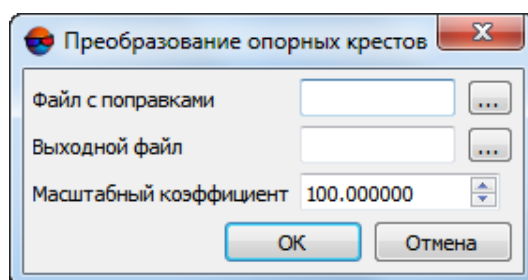 Преобразование опорных крестов
Файл с поправками ...
Выходной файл ...
Масштабный коэффициент 100.000000
OK Отмена